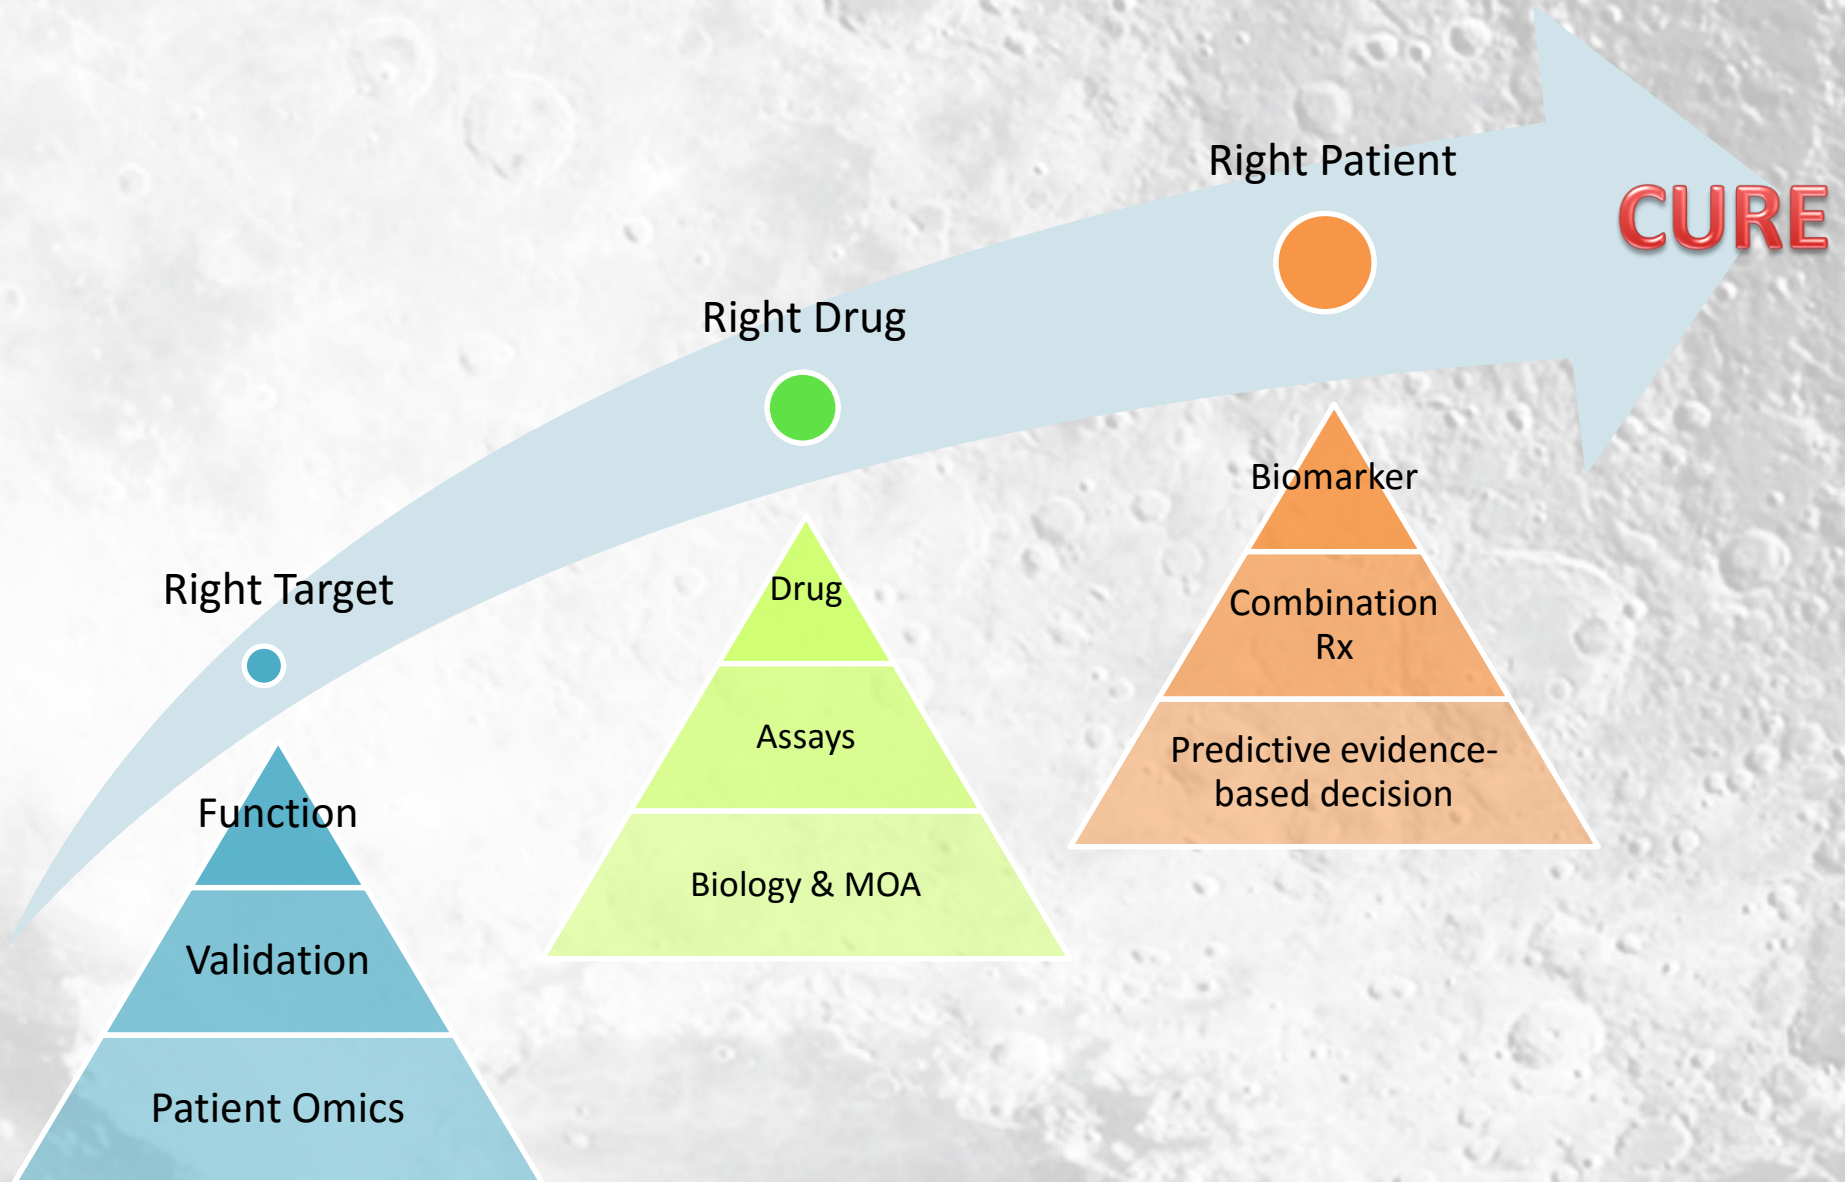 Right Patient
CURE
Right Drug
Right Target
Function
Validation
Patient Omics
Drug
Assays
Biology & MOA
Biomarker
Combination
Rx
Predictive evidence-
based decision